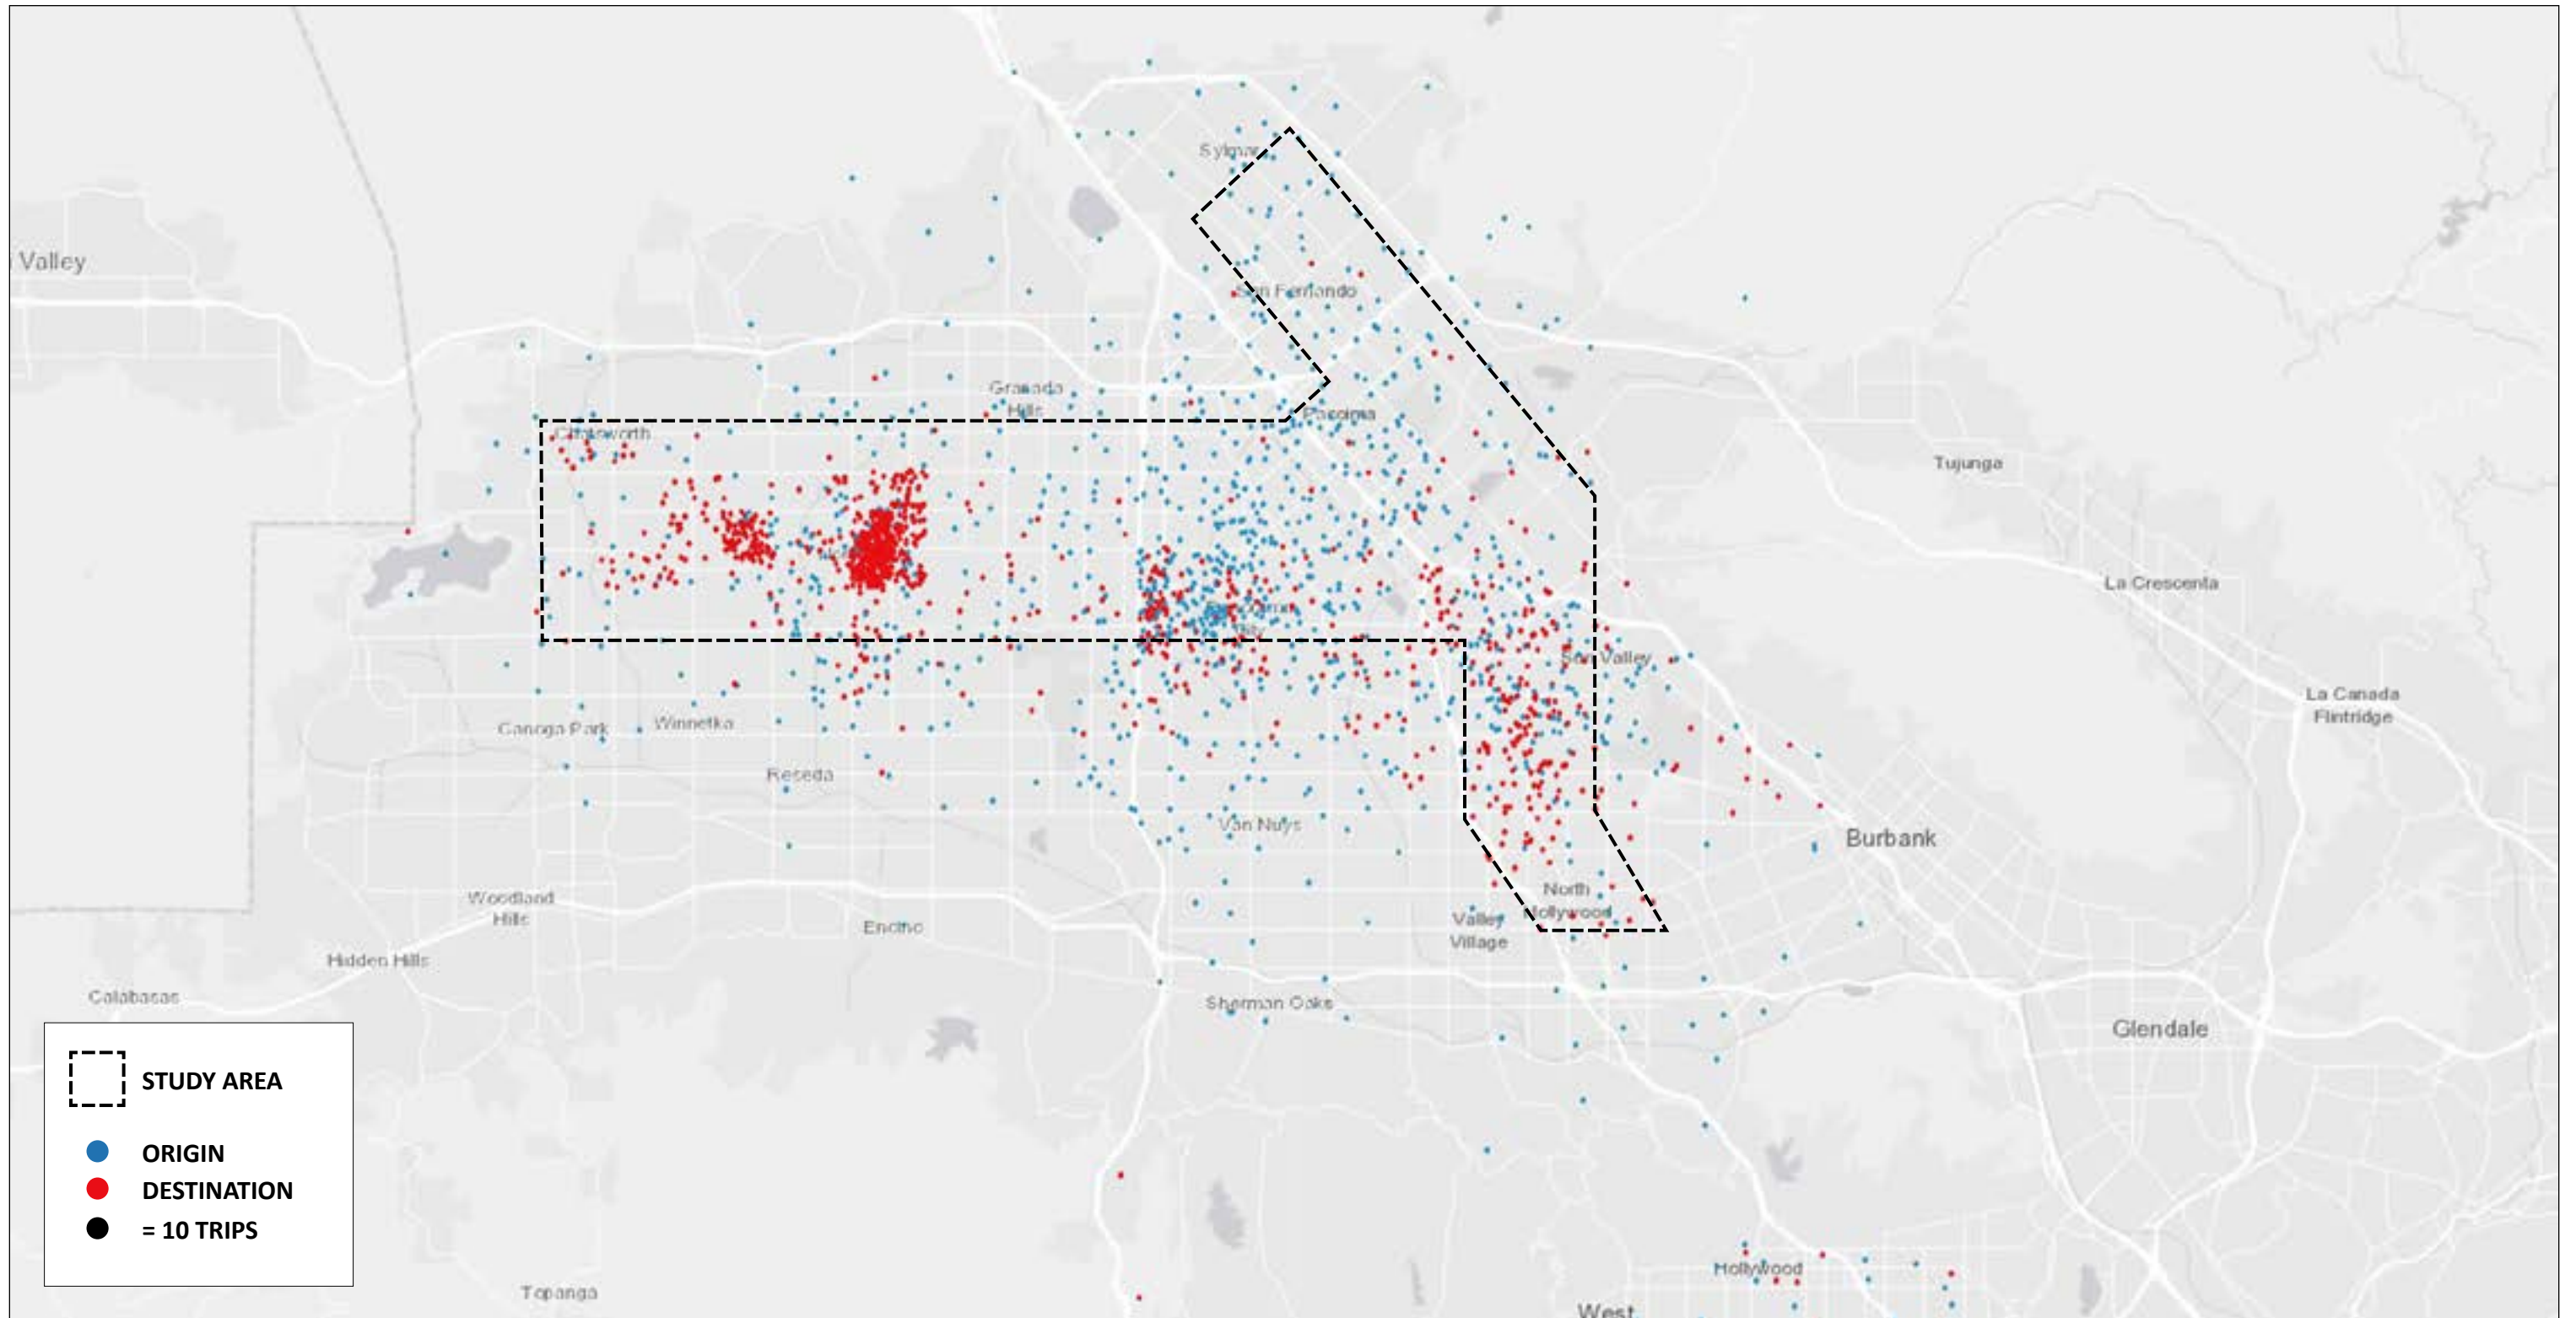 Sylmar
Valley
San Fernando
Granada
Hills
Pacoima
Chatsworth
Tujunga
La Crescenta
Panorama
City
Sun Valley
La Canada
Flintridge
Canoga Park
Winnetka
Reseda
Van Nuys
Burbank
North
Hollywood
Woodland
Hills
Encino
Valley
Village
Hidden Hills
Calabasas
Sherman Oaks
Glendale
STUDY AREA
ORIGIN
DESTINATION
= 10 TRIPS
Hollywood
Topanga
West